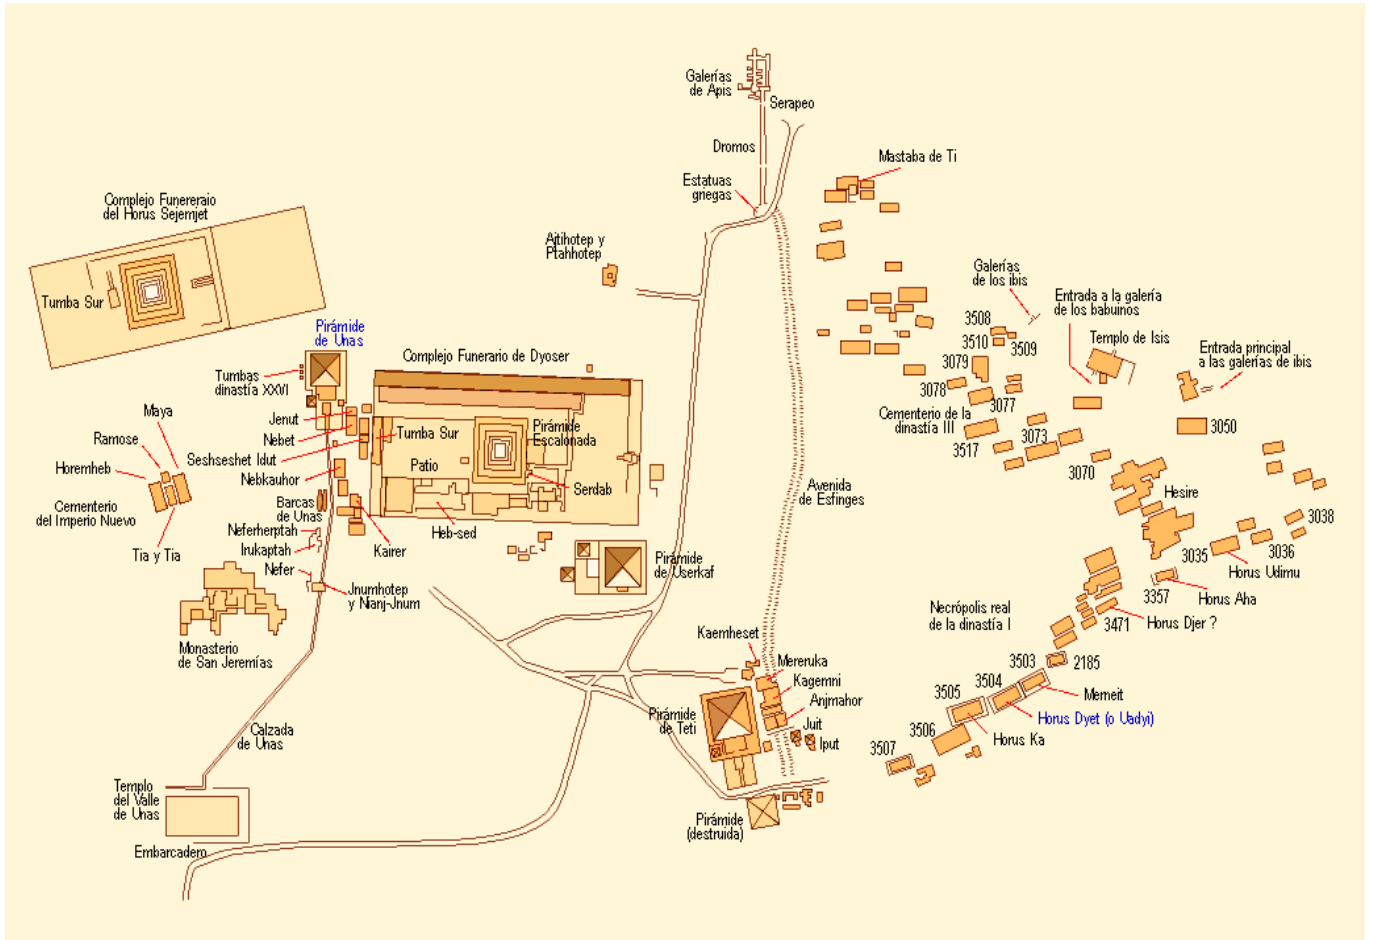 Galerías
de Apis
Serapeo
Dromos
Mastaba de Ti
Estatuas
griegas
Complejo Funereraio
del Horus Sejemjet
Tumba Sur
Aitihotep y
Ptahhotep
Galerías
de los ibis
Entrada a la galería
de los babunos
Templo de Isis
Entrada principal
a las galerías de ibis
3508
3510
3509
3079
3078
3077
Cementerio de la
dinastía III
3517
3073
3050
3070
Hesire
Pirámide
de Unas
Tumbas
dinastía XXVI
Complejo Funerario de Dyoser
Maya
Ramose
Horemheb
Cementerio
del Imperio Nuevo
Tia y Tia
Jenut
Nebet
Seshseshet Idut
Nebkauhor
Barcas
de Unas
Neferherptah
Irukaptah
Nefer
Jnumhotep
y Nianj-Jnum
Kairer
Tumba Sur
Patio
Pirámide
Escalonada
Serdab
Heb-sed
Avenida
de Esfinges
Pirámide
de Userkaf
Monasterio
de San Jeremías
Calzada
de Unas
Templo
del Valle
de Unas
Embarcadero
Kaemheset
Mereruka
Kagemni
Anjmahor
Juit
Iput
Pirámide
de Teti
Pirámide
(destruida)
3038
3036
3035
Horus Udimu
3357
Horus Aha
Necrópolis real
de la dinastía I
3471
Horus Djer ?
3503
2185
Merneit
3504
3505
Horus Dyet (o Uadyi)
Horus Ka
3506
3507